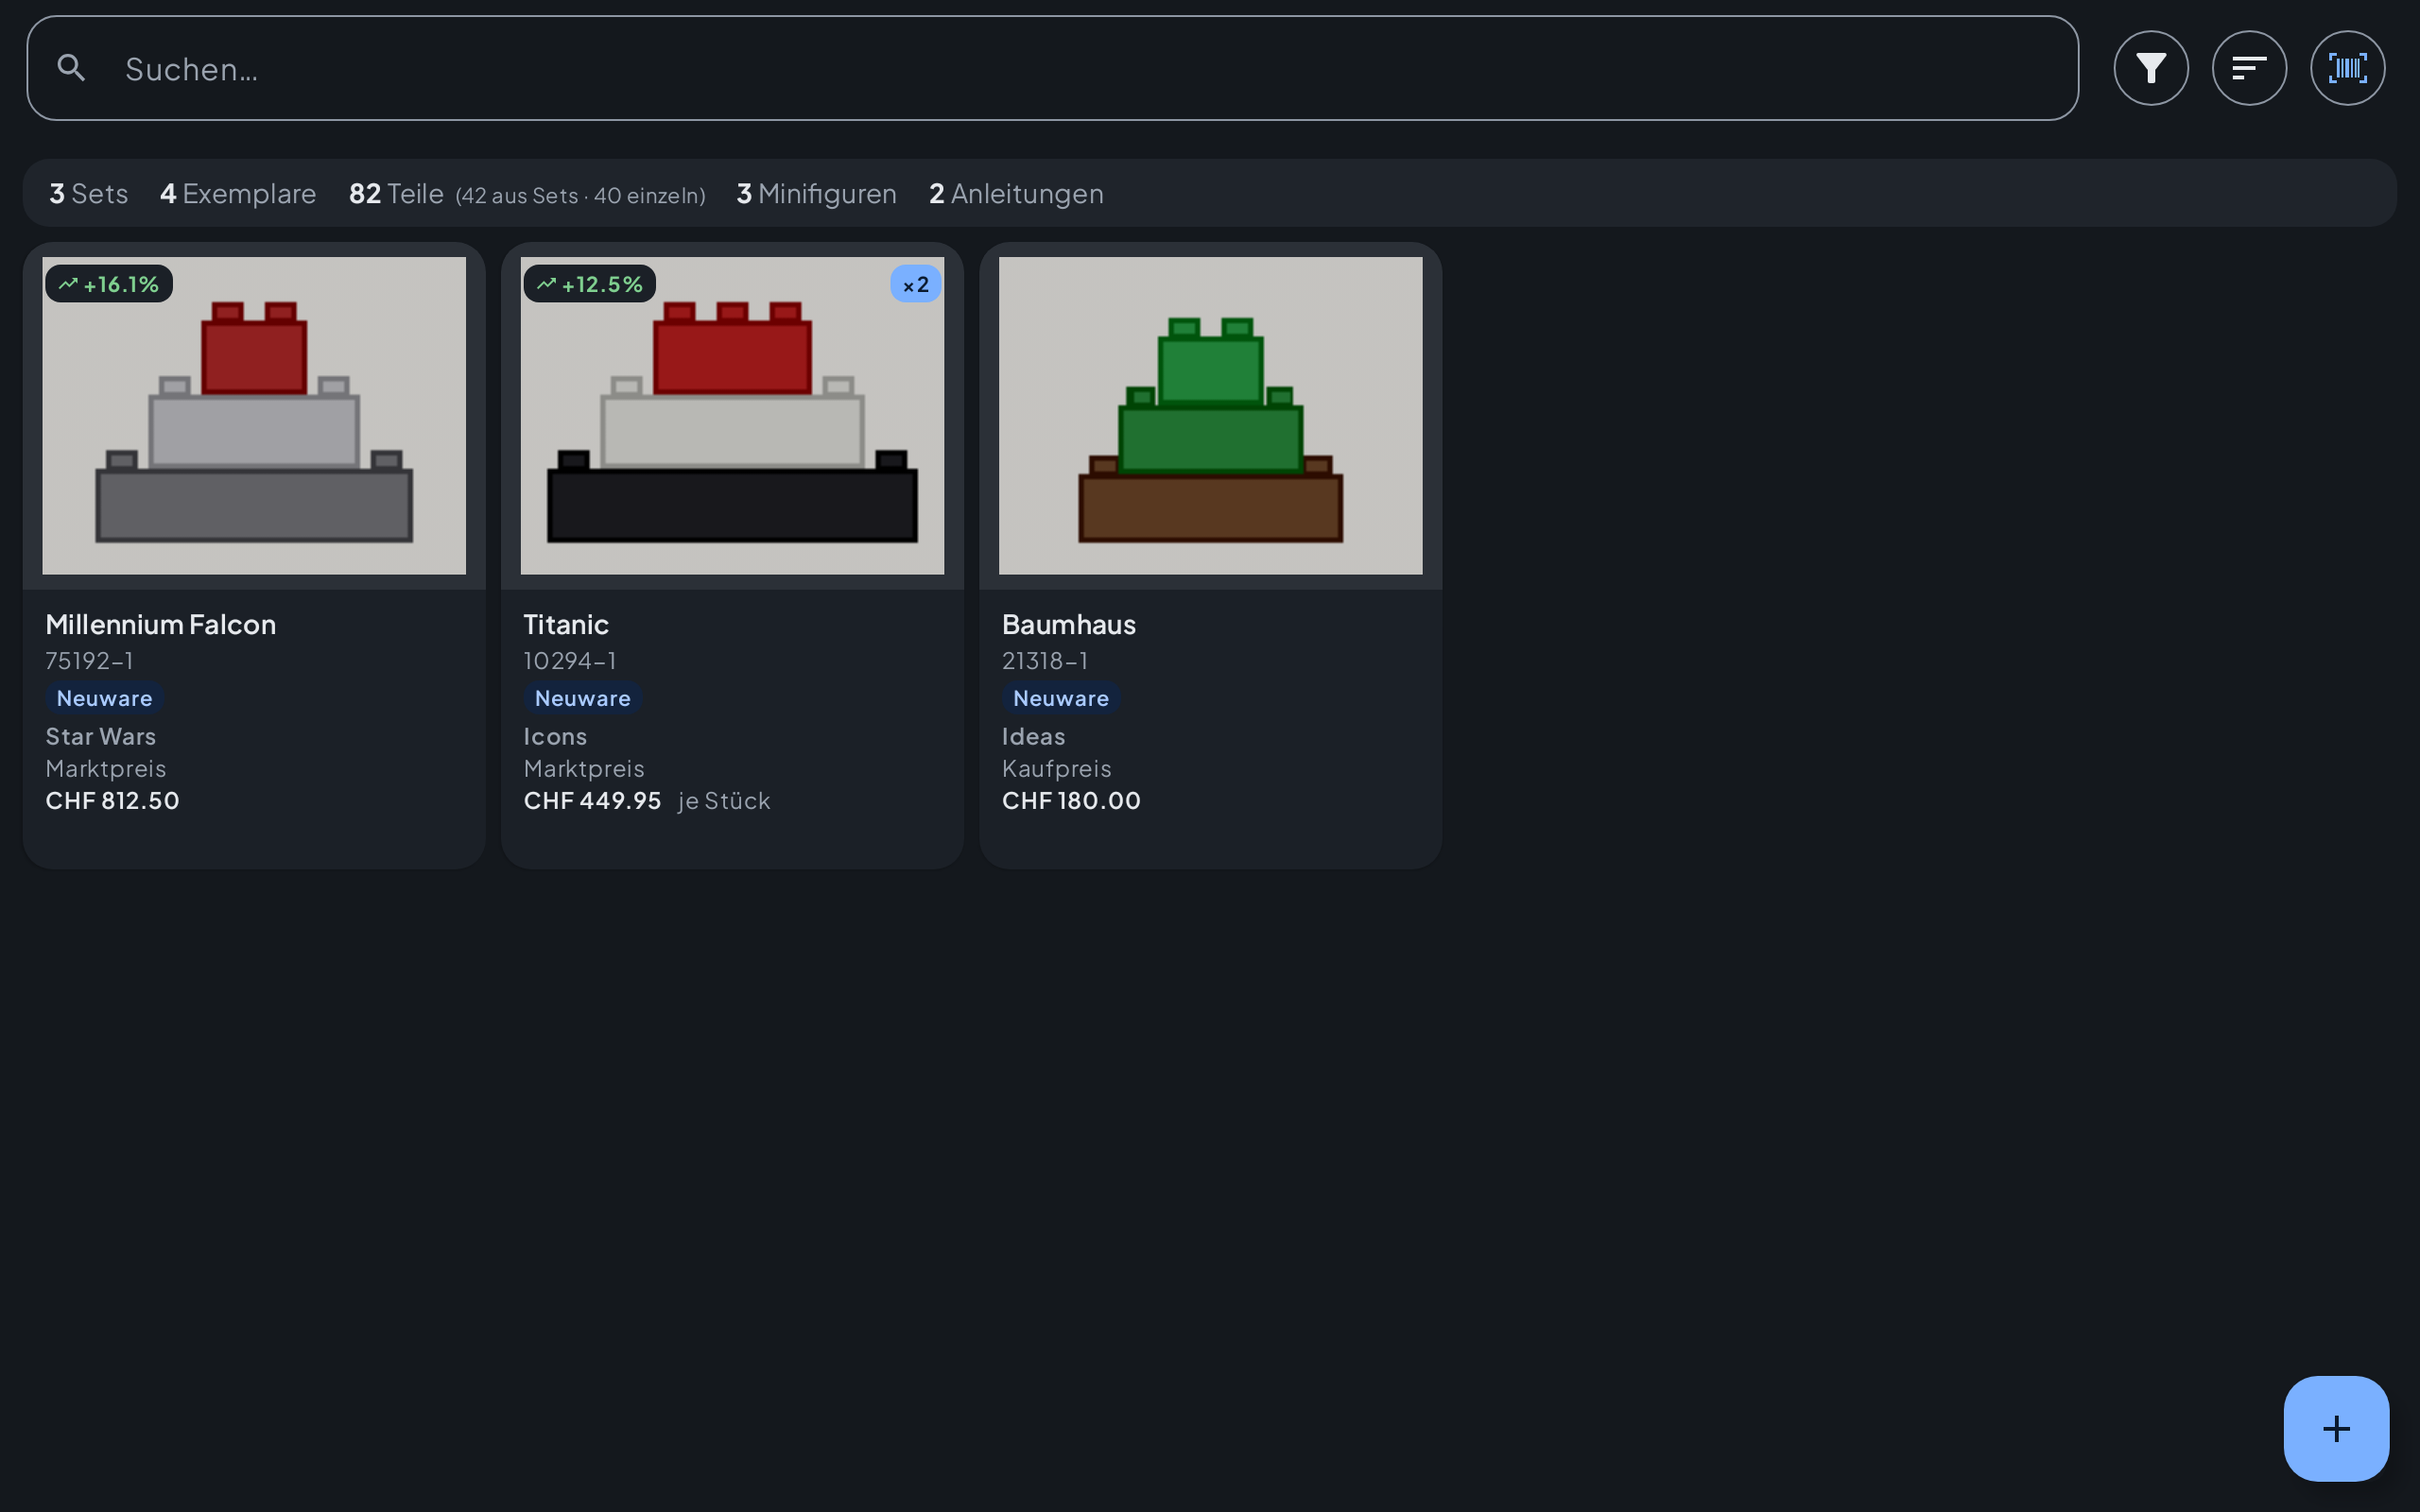 Suchen...
3 Sets 4 Exemplare 82 Teile (42 aus Sets · 40 einzeln) 3 Minifiguren 2 Anleitungen
+16.1%
Millennium Falcon
75192-1
Neuware
Star Wars
Marktpreis
CHF 812.50
+12.5%
×2
Titanic
10294-1
Neuware
Icons
Marktpreis
CHF 449.95 je Stück
Baumhaus
21318-1
Neuware
Ideas
Kaufpreis
CHF 180.00